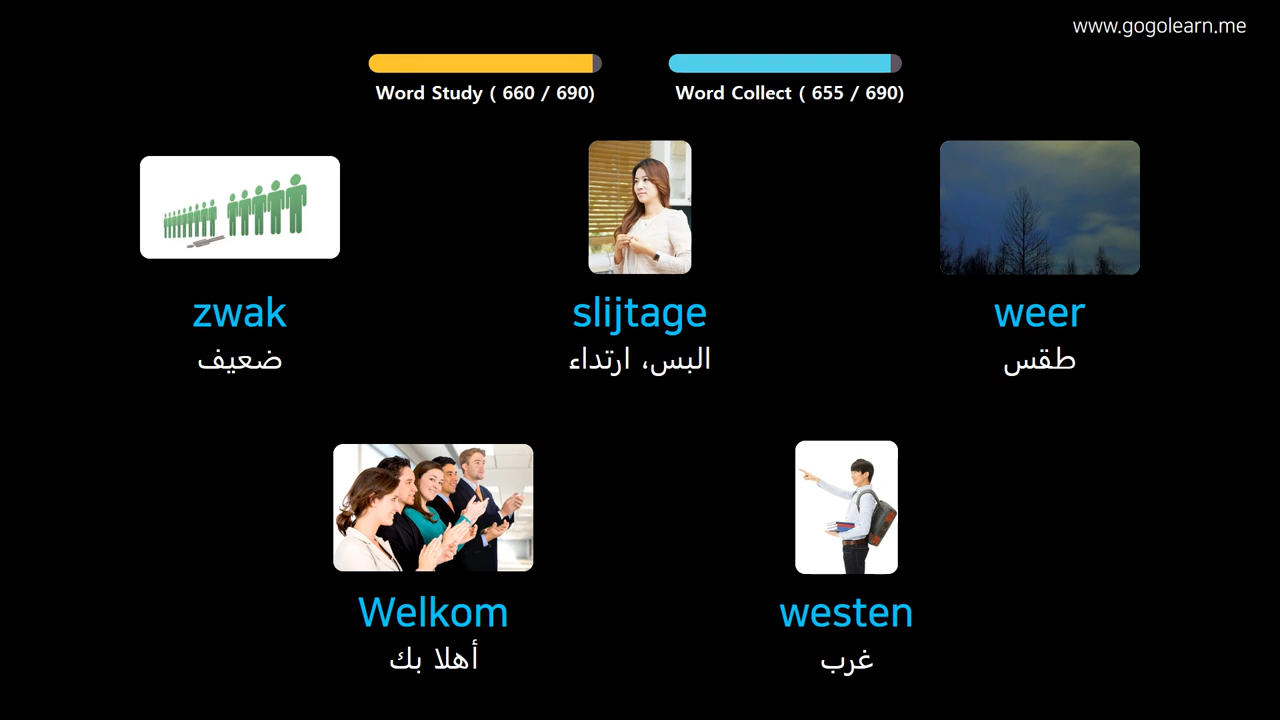 www.gogolearn.me
Word Study ( 660 / 690)
Word Collect ( 655 / 690)
zwak
ضعيف
slijtage
البس، ارتداء
weer
طقس
Welkom
أهلا بك
westen
غرب